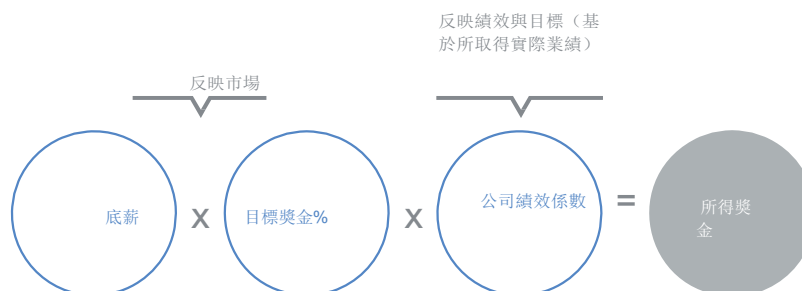 反映績效與目標（基
於所取得實際業績）
反映市場
底薪
X
目標獎金%
X
公司績效係數
=
所得獎
金